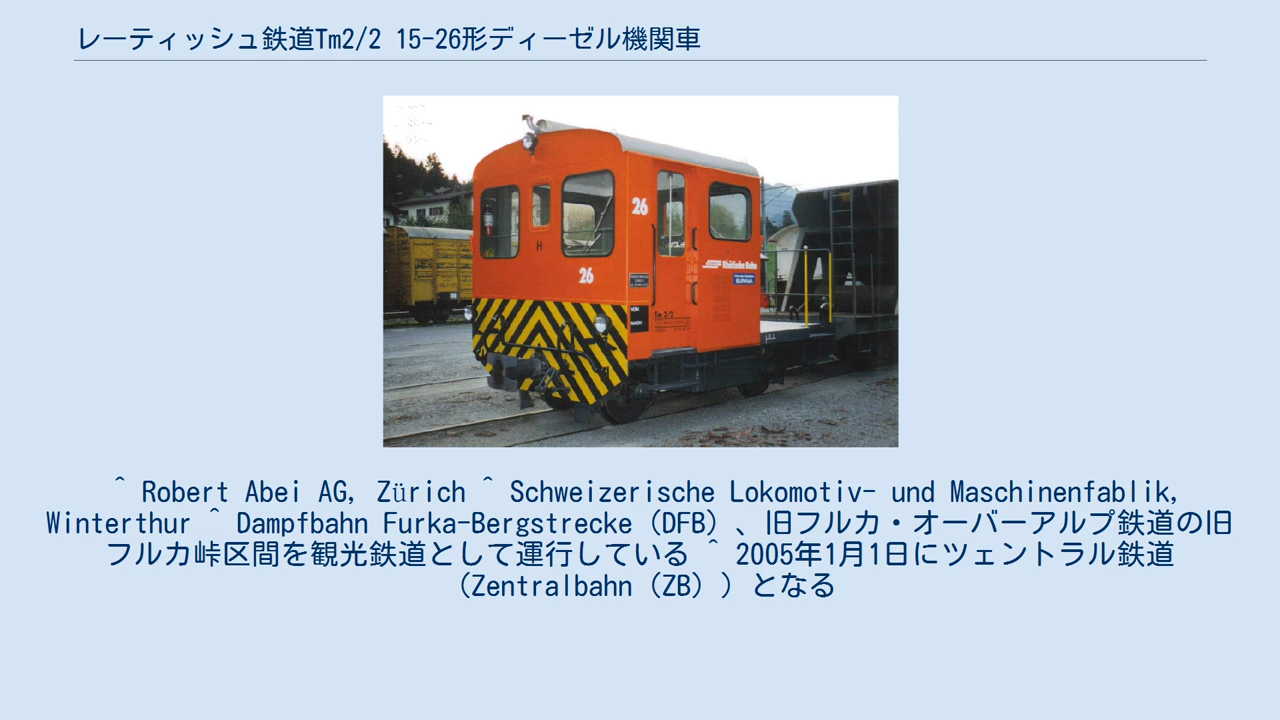 レーティッシュ鉄道Tm2/2 15-26形ディーゼル機関車
26
26
H
Rhätische Bahn
VON
NACH
Tm 2/2
^ Robert Abei AG, Zürich ^ Schweizerische Lokomotiv- und Maschinenfablik,
Winterthur ^ Dampfbahn Furka-Bergstrecke（DFB）、旧フルカ・オーバーアルプ鉄道の旧
フルカ峠区間を観光鉄道として運行している ^ 2005年1月1日にツェントラル鉄道
（Zentralbahn（ZB））となる